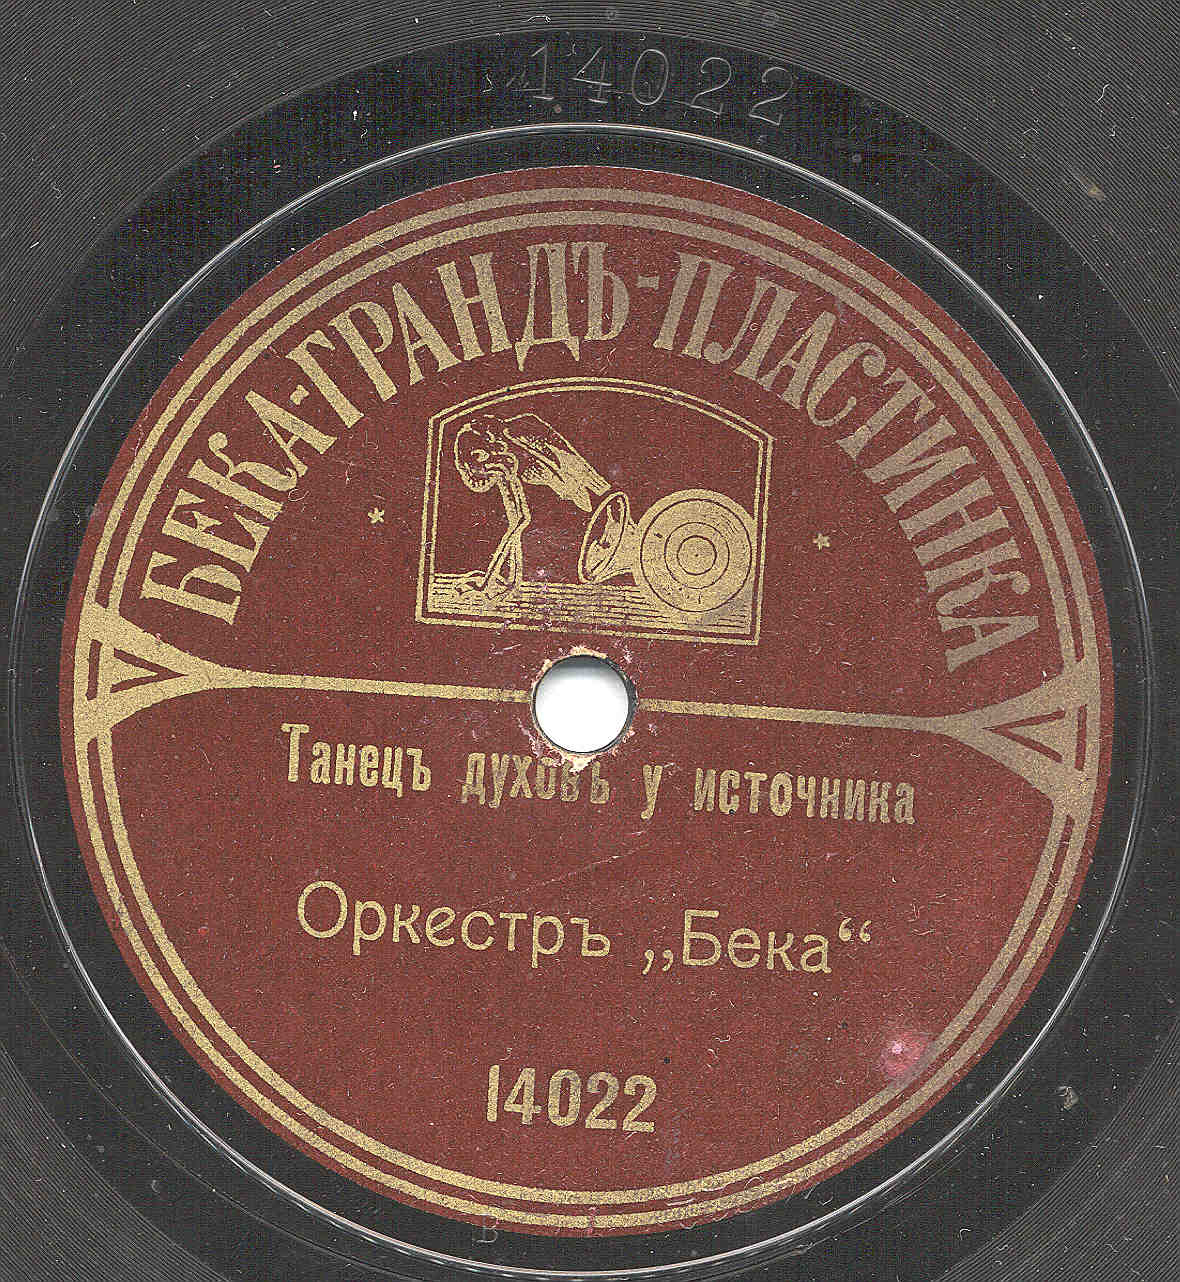 14022
БЕКА-ГРАНДЪ-ПЛАСТИНКА
Танецъ духовъ у источника
Оркестръ „Бека“
14022
B